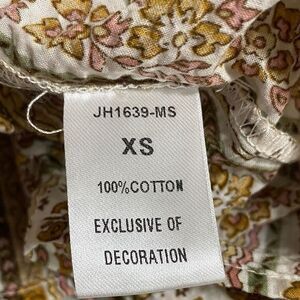 JH1639-MS
XS
100%COTTON
EXCLUSIVE OF
DECORATION